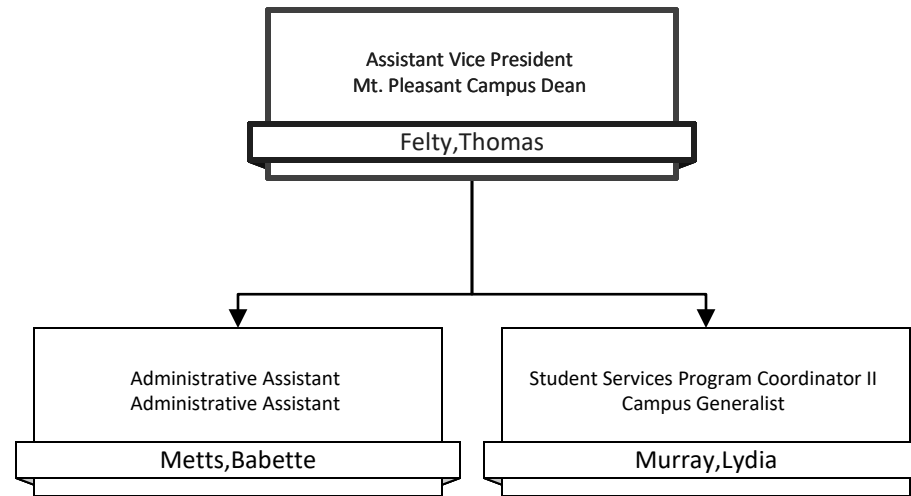 Assistant Vice President
Mt. Pleasant Campus Dean
Felty,Thomas
Administrative Assistant
Administrative Assistant
Metts,Babette
Student Services Program Coordinator II
Campus Generalist
Murray,Lydia